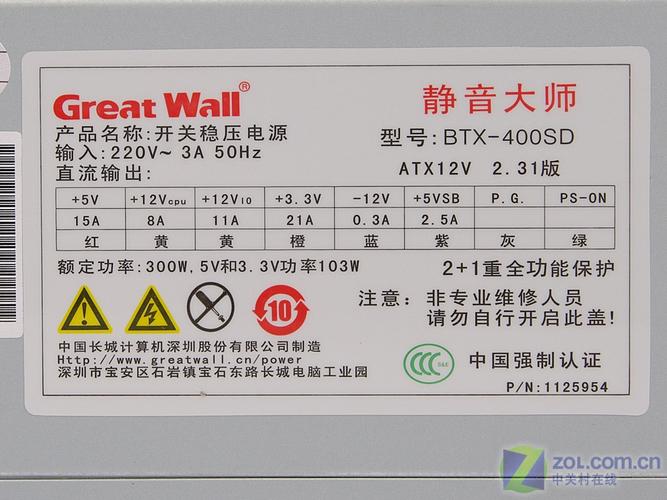 Great Wall®
静音大师
产品名称:开关稳压电源
型号:BTX-400SD
输入:220V~ 3A 50Hz
ATX12V 2.31版
直流输出:
+5V +12Vcpu +12VIO +3.3V -12V +5VSB P.G. PS-ON
15A 8A 11A 21A 0.3A 2.5A
红 黄 黄 橙 蓝 紫 灰 绿
额定功率:300W,5V和3.3V功率103W
2+1重全功能保护
10
注意: 非专业维修人员
请勿自行开启此盖!
中国长城计算机深圳股份有限公司制造
Http://www.greatwall.cn/power
深圳市宝安区石岩镇宝石东路长城电脑工业园
CCC S&E
中国强制认证
P/N:1125954
ZOL.COM.CN
中关村在线